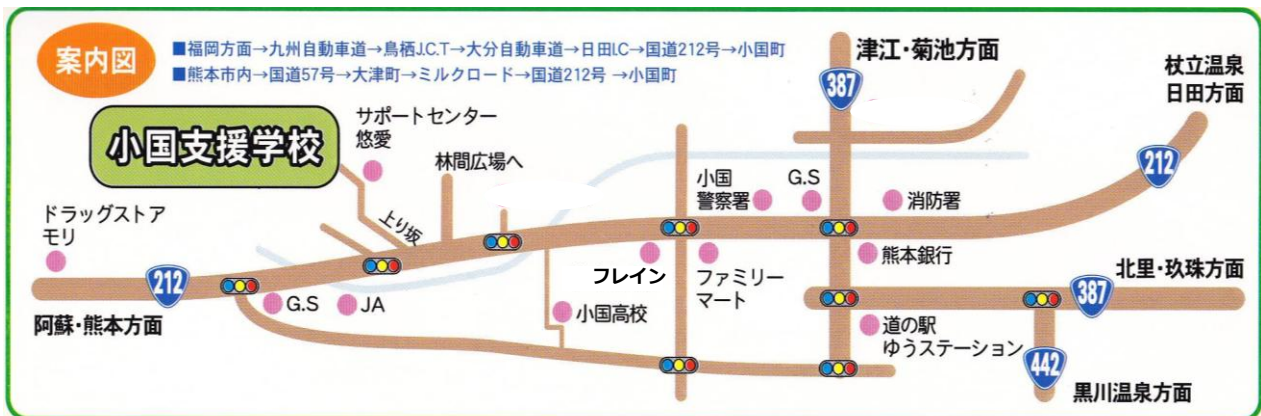 案内図
■福岡方面→九州自動車道→鳥栖J.C.T→大分自動車道→日田I.C→国道212号→小国町
■熊本市内→国道57号→大津町→ミルクロード→国道212号 →小国町
小国支援学校
サポートセンター
悠愛
林間広場へ
上り坂
ドラッグストア
モリ
212
阿蘇・熊本方面
G.S
JA
小国高校
フレイン
ファミリー
マート
小国
警察署
G.S
津江・菊池方面
387
消防署
熊本銀行
杖立温泉
日田方面
212
北里・玖珠方面
387
道の駅
ゆうステーション
442
黒川温泉方面